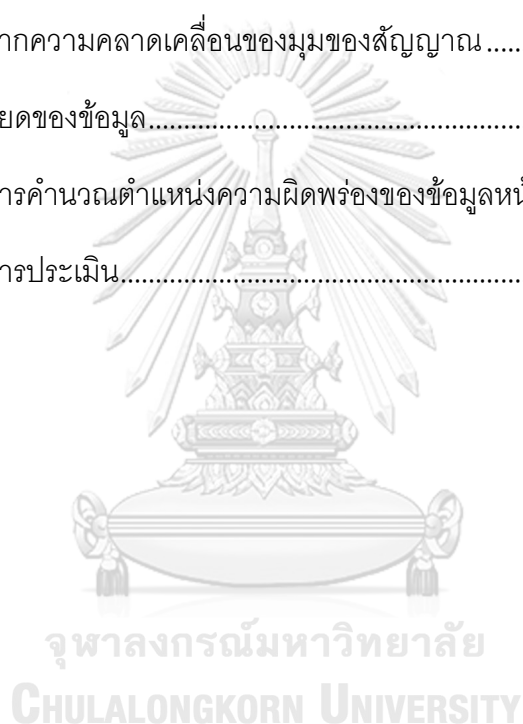 ากความคลาดเคลื่อนของมุมของสัญญาณ .....
ยดของข้อมูล.......................................................
การคำนวณตำแหน่งความผิดพร่องของข้อมูลหน
การประเมิน............................................................
จุฬาลงกรณ์มหาวิทยาลัย
CHULALONGKORN UNIVERSITY